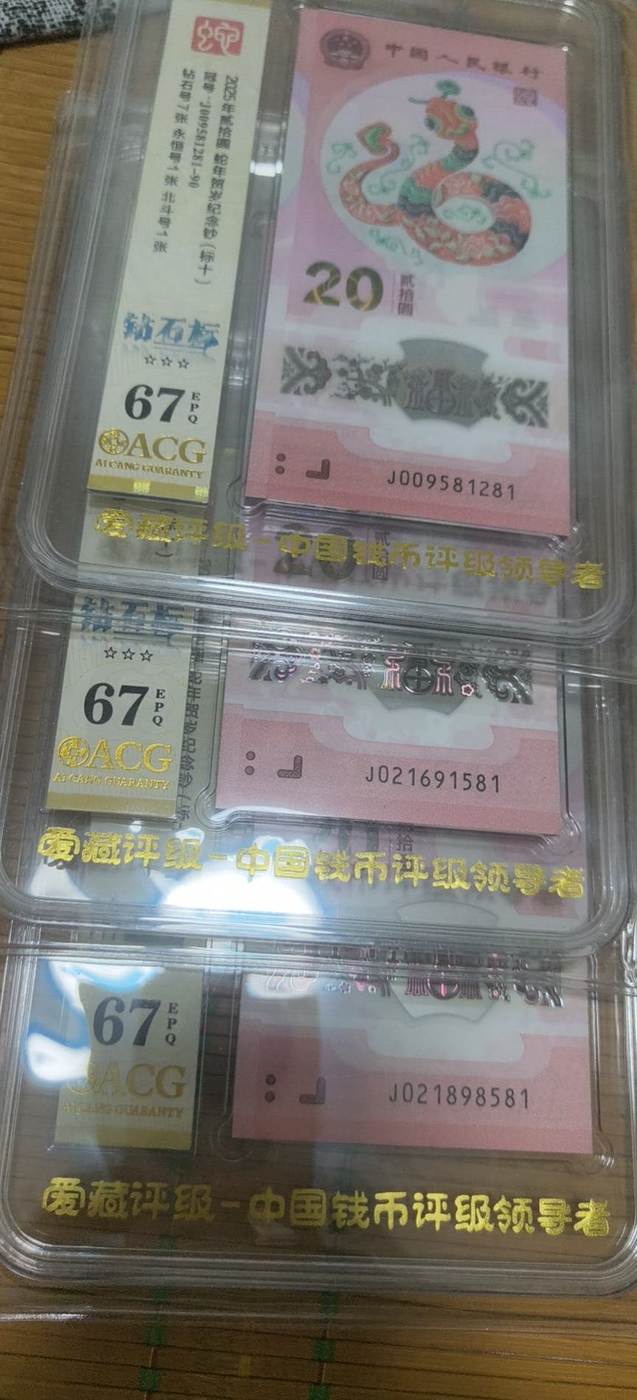 蛇
2025年贰拾圆 蛇年贺岁纪念钞(标十)
冠号:J009581281-90
钻石号7张 永恒号1张 北斗号1张
钻石标
☆☆☆
67 EPQ
ACG
AI CANG GUARANTY
中国人民银行
20 贰拾圆
J009581281
爱藏评级-中国钱币评级领导者
钻石标
☆☆☆
67 EPQ
ACG
AI CANG GUARANTY
J021691581
爱藏评级-中国钱币评级领导者
67 EPQ
ACG
AI CANG GUARANTY
J021898581
爱藏评级-中国钱币评级领导者